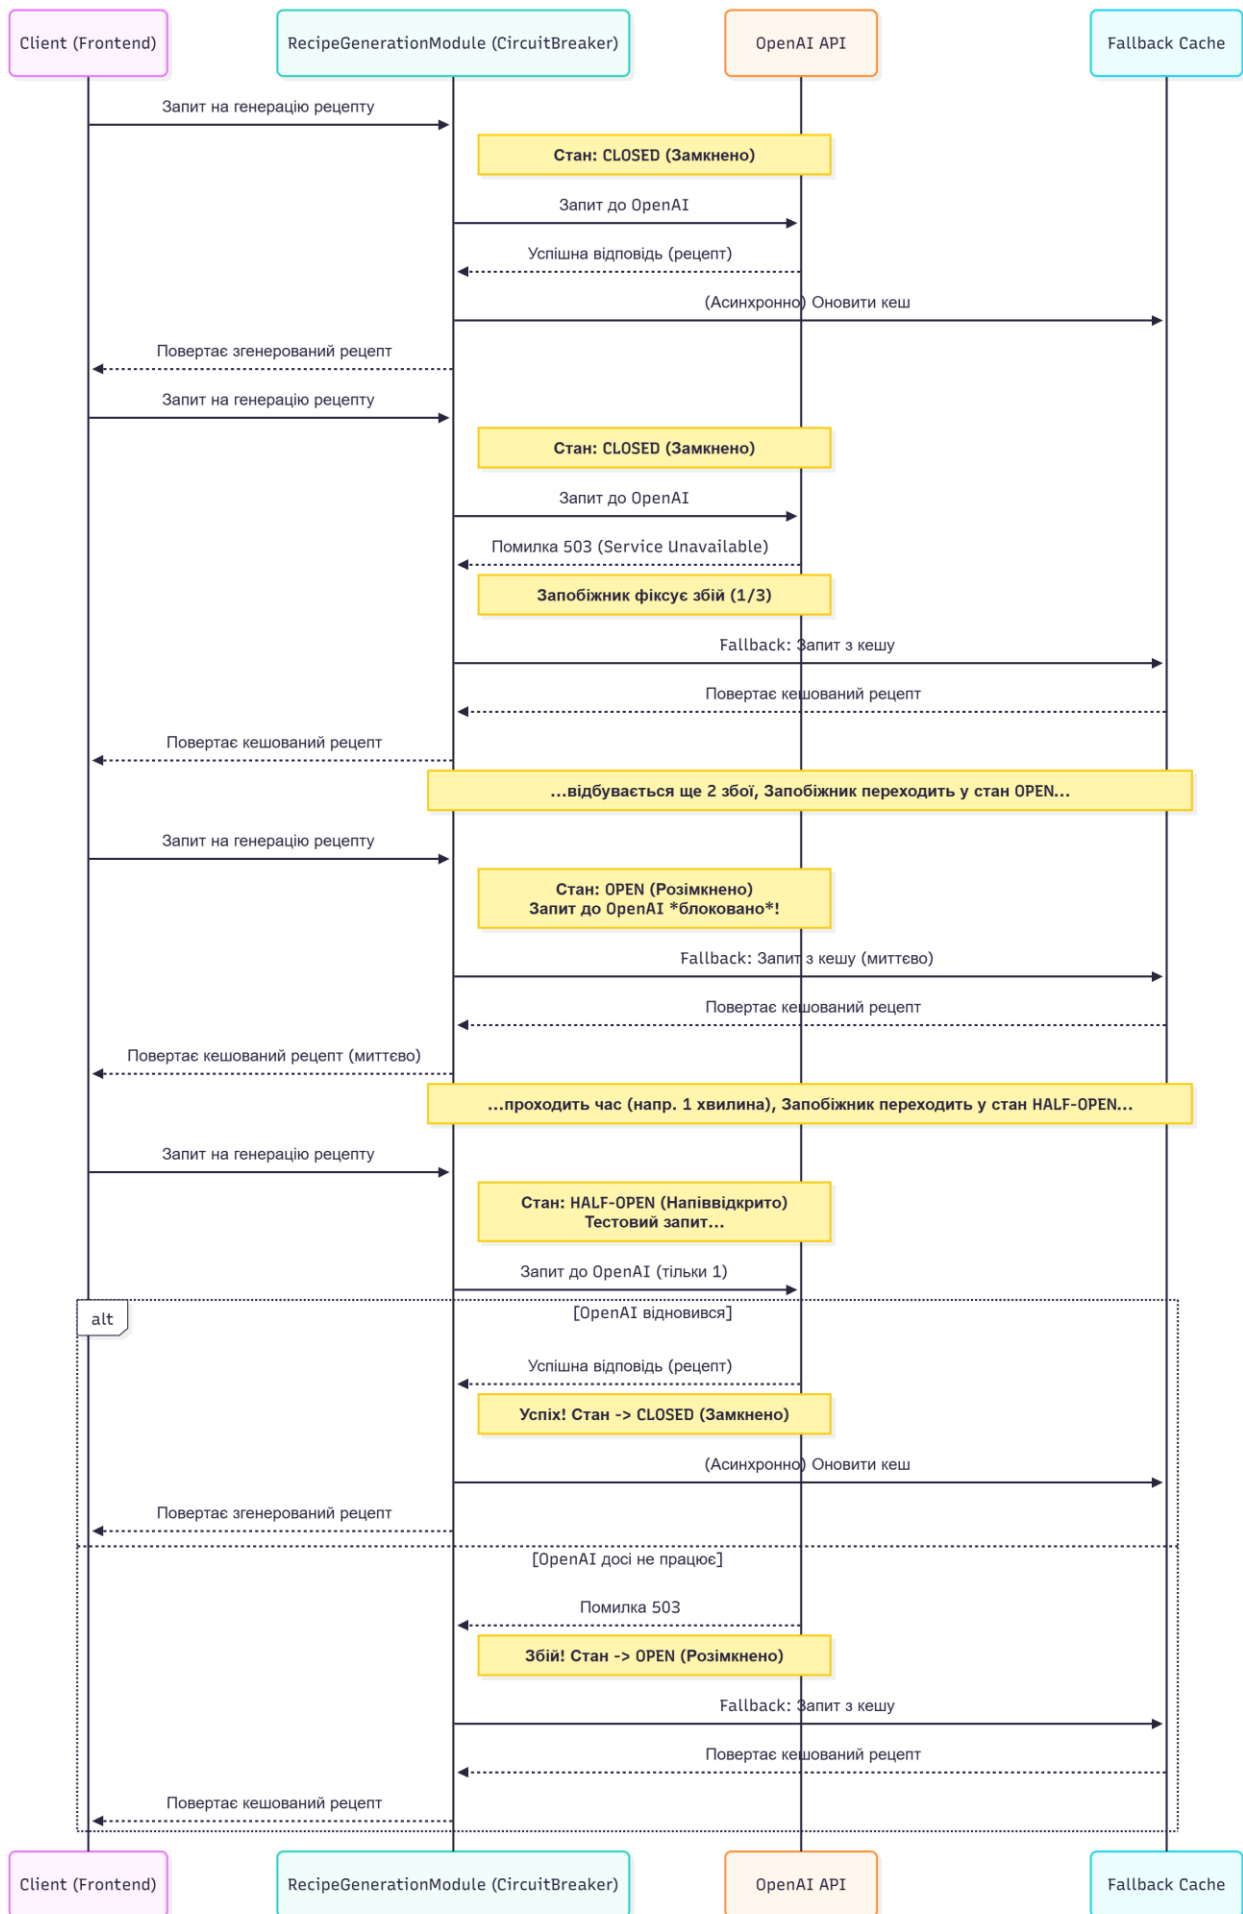 Client (Frontend)
RecipeGenerationModule (CircuitBreaker)
OpenAI API
Fallback Cache
Запит на генерацію рецепту
Стан: CLOSED (Замкнено)
Запит до OpenAI
Успішна відповідь (рецепт)
(Асинхронно) Оновити кеш
Повертає згенерований рецепт
Запит на генерацію рецепту
Стан: CLOSED (Замкнено)
Запит до OpenAI
Помилка 503 (Service Unavailable)
Запобіжник фіксує збій (1/3)
Fallback: Запит з кешу
Повертає кешований рецепт
Повертає кешований рецепт
...відбувається ще 2 збої, Запобіжник переходить у стан OPEN...
Запит на генерацію рецепту
Стан: OPEN (Розімкнено)
Запит до OpenAI *блоковано*!
Fallback: Запит з кешу (миттєво)
Повертає кешований рецепт
Повертає кешований рецепт (миттєво)
...проходить час (напр. 1 хвилина), Запобіжник переходить у стан HALF-OPEN...
Запит на генерацію рецепту
Стан: HALF-OPEN (Напіввідкрито)
Тестовий запит...
Запит до OpenAI (тільки 1)
alt
[OpenAI відновився]
Успішна відповідь (рецепт)
Успіх! Стан -> CLOSED (Замкнено)
(Асинхронно) Оновити кеш
Повертає згенерований рецепт
[OpenAI досі не працює]
Помилка 503
Збій! Стан -> OPEN (Розімкнено)
Fallback: Запит з кешу
Повертає кешований рецепт
Повертає кешований рецепт
Client (Frontend)
RecipeGenerationModule (CircuitBreaker)
OpenAI API
Fallback Cache